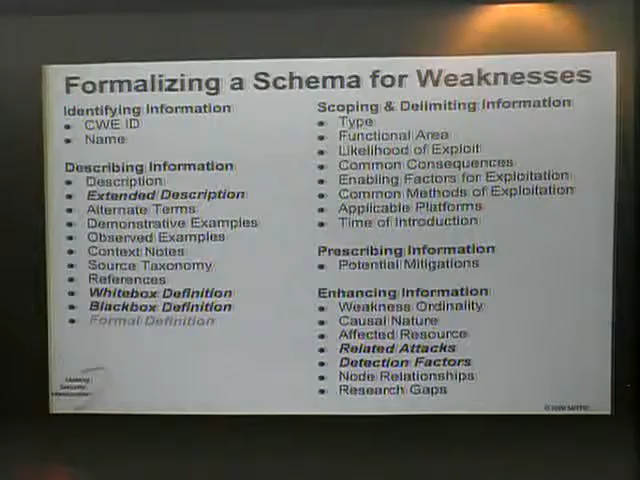 Formalizing a Schema for Weaknesses
Identifying Information
• CWE ID
• Name
Describing Information
• Description
• Extended Description
• Alternate Terms
• Demonstrative Examples
• Observed Examples
• Context Notes
• Source Taxonomy
• References
• Whitebox Definition
• Blackbox Definition
• Formal Definition
Scoping & Delimiting Information
• Type
• Functional Area
• Likelihood of Exploit
• Common Consequences
• Enabling Factors for Exploitation
• Common Methods of Exploitation
• Applicable Platforms
• Time of Introduction
Prescribing Information
• Potential Mitigations
Enhancing Information
• Weakness Ordinality
• Causal Nature
• Affected Resource
• Related Attacks
• Detection Factors
• Node Relationships
• Research Gaps
Making
Security
Measurable